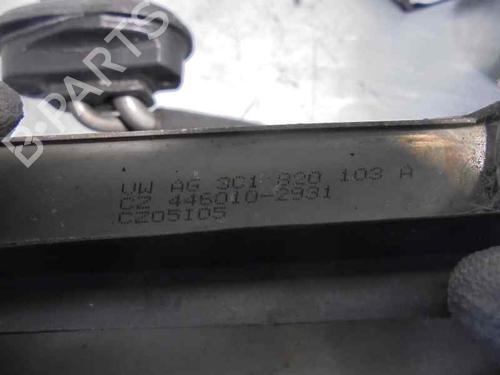 B-PARTS
VW AG 3C1 820 103 A
CZ 446010-2931
CZ05I05